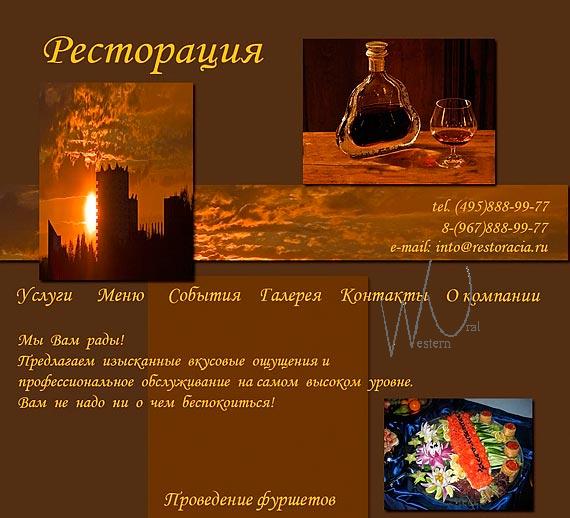 Ресторация
tel. (495)888-99-77
8-(967)888-99-77
e-mail: into@restoracia.ru
Услуги Меню События Галерея Контакты О компании
Western Ural
Мы Вам рады!
Предлагаем изысканные вкусовые ощущения и
профессиональное обслуживание на самом высоком уровне.
Вам не надо ни о чем беспокоиться!
Проведение фуршетов